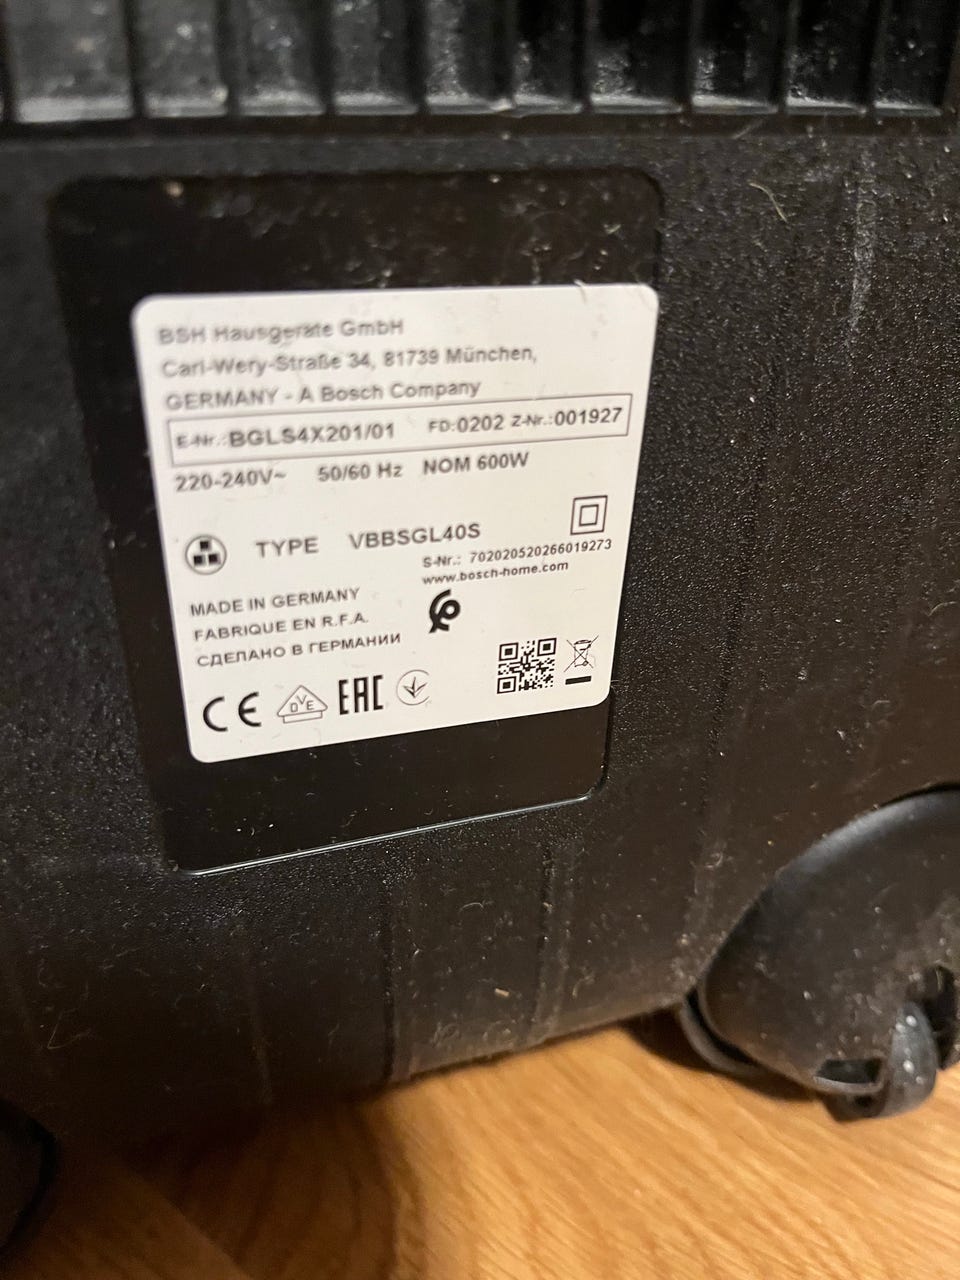 BSH Hausgeräte GmbH
Carl-Wery-Straße 34, 81739 München,
GERMANY - A Bosch Company
E-Nr.:BGLS4X201/01 FD:0202 Z-Nr.:001927
220-240V~ 50/60 Hz NOM 600W
TYPE VBBSGL40S
S-Nr.: 702020520266019273
www.bosch-home.com
MADE IN GERMANY
FABRIQUE EN R.F.A.
СДЕЛАНО В ГЕРМАНИИ
CE DVE EAC